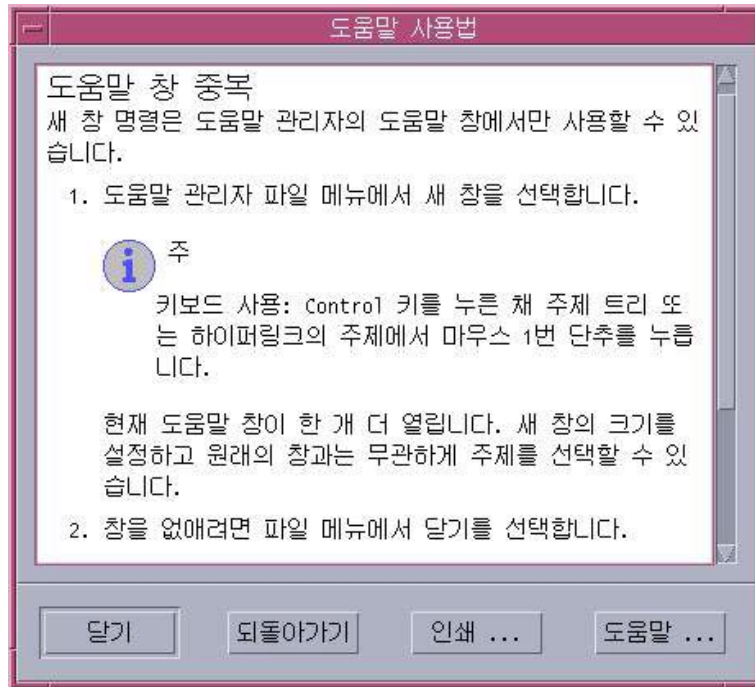 도움말 사용법
도움말 창 중복
새 창 명령은 도움말 관리자의 도움말 창에서만 사용할 수 있
습니다.
1. 도움말 관리자 파일 메뉴에서 새 창을 선택합니다.
주
키보드 사용: Control 키를 누른 채 주제 트리 또
는 하이퍼링크의 주제에서 마우스 1번 단추를 누릅
니다.
현재 도움말 창이 한 개 더 열립니다. 새 창의 크기를
설정하고 원래의 창과는 무관하게 주제를 선택할 수 있
습니다.
2. 창을 없애려면 파일 메뉴에서 닫기를 선택합니다.
닫기 되돌아가기 인쇄 ... 도움말 ...